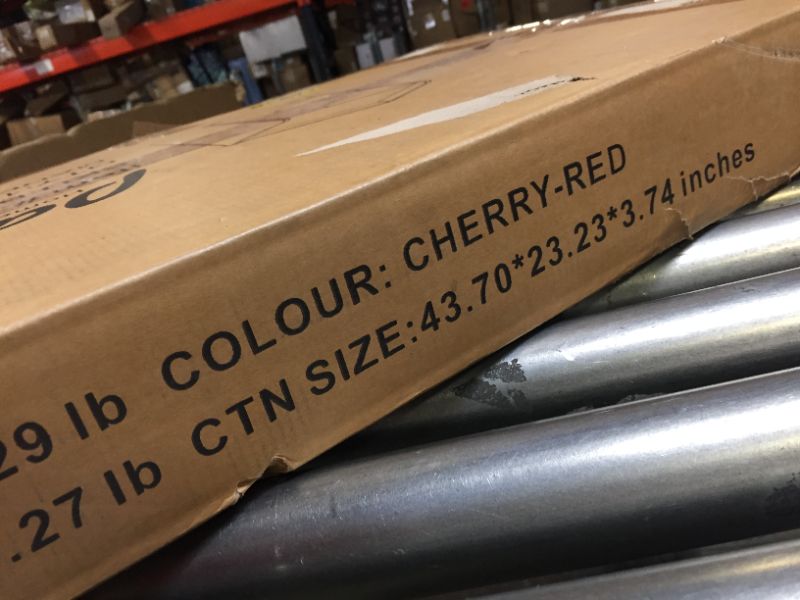 29 lb COLOUR: CHERRY-RED
.27 lb CTN SIZE:43.70*23.23*3.74 inches